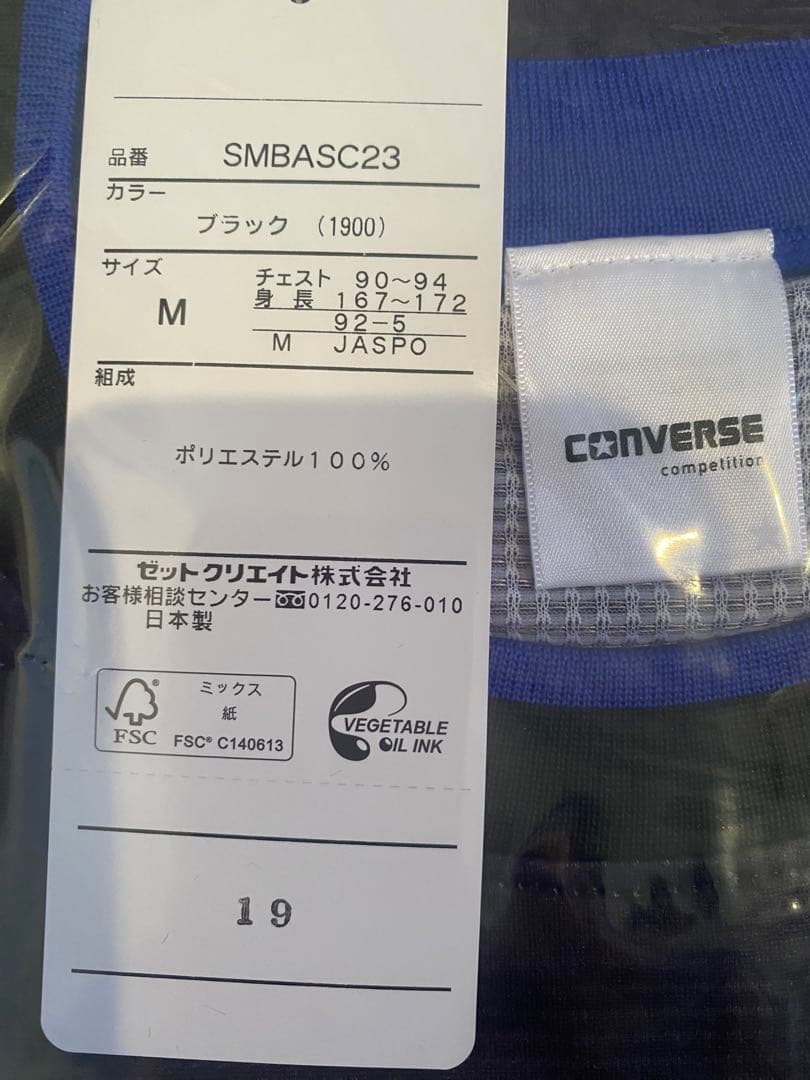 品番 SMBASC23
カラー
ブラック （1900）
サイズ
M
チェスト 90～94
身長 167～172
92-5
M JASPO
組成
ポリエステル100%
ゼットクリエイト株式会社
お客様相談センター 0120-276-010
日本製
ミックス
紙
FSC
FSC® C140613
VEGETABLE
OIL INK
19
CONVERSE
competition